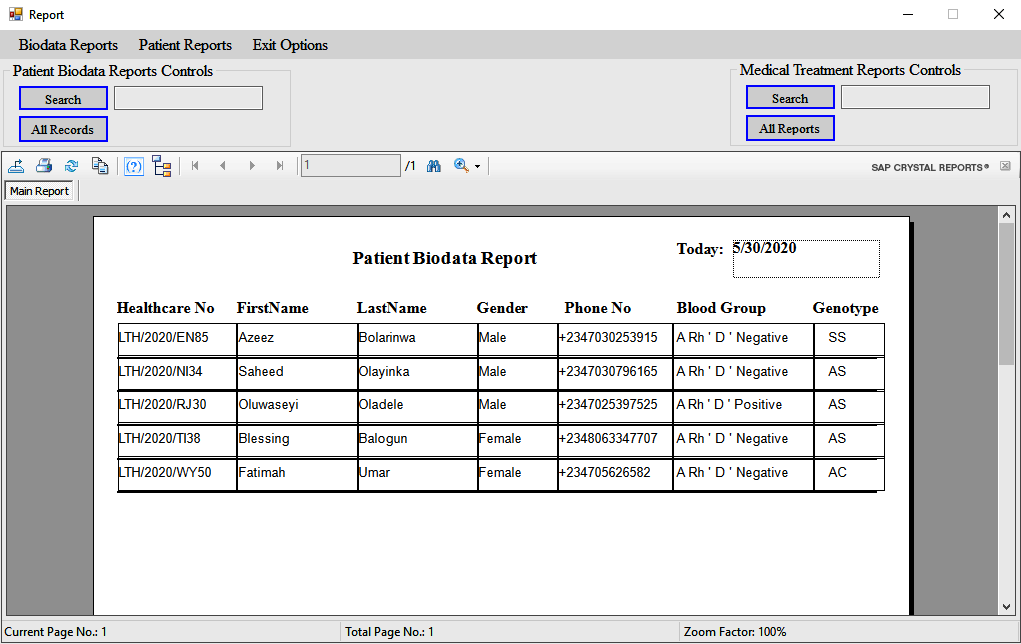 Report
Biodata Reports Patient Reports Exit Options
Patient Biodata Reports Controls
Search
All Records
Medical Treatment Reports Controls
Search
All Reports
1 /1
SAP CRYSTAL REPORTS®
Main Report
Patient Biodata Report
Today: 5/30/2020
Healthcare No FirstName LastName Gender Phone No Blood Group Genotype
LTH/2020/EN85 Azeez Bolarinwa Male +2347030253915 A Rh ' D ' Negative SS
LTH/2020/NI34 Saheed Olayinka Male +2347030796165 A Rh ' D ' Negative AS
LTH/2020/RJ30 Oluwaseyi Oladele Male +2347025397525 A Rh ' D ' Positive AS
LTH/2020/TI38 Blessing Balogun Female +2348063347707 A Rh ' D ' Negative AS
LTH/2020/WY50 Fatimah Umar Female +234705626582 A Rh ' D ' Negative AC
Current Page No.: 1 Total Page No.: 1 Zoom Factor: 100%